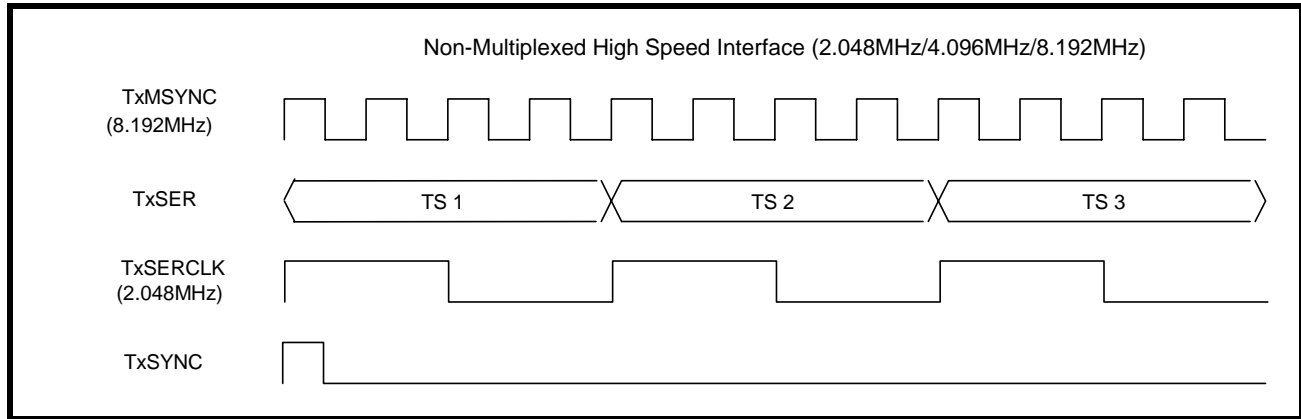 Non-Multiplexed High Speed Interface (2.048MHz/4.096MHz/8.192MHz)
TxMSYNC
(8.192MHz)
TxSER
TS 1
TS 2
TS 3
TxSERCLK
(2.048MHz)
TxSYNC